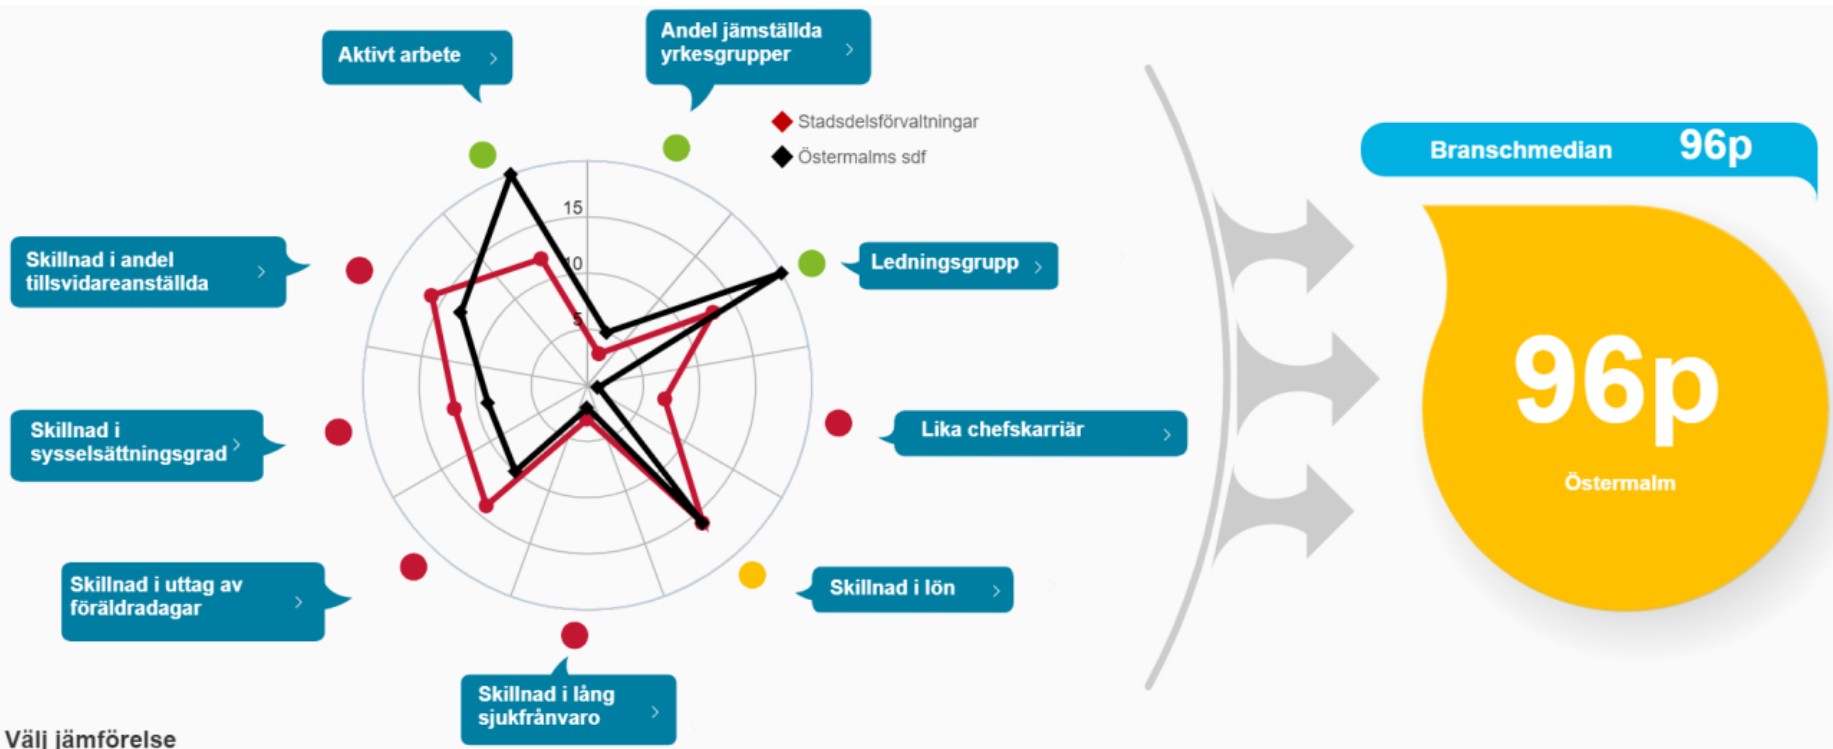 Andel jämställda
yrkesgrupper
Aktivt arbete
Stadsdelsförvaltningar
Östermalms sdf
Branschmedian 96p
15
10
5
Skillnad i andel
tillsvidareanställda
Ledningsgrupp
96p
Östermalm
Skillnad i
sysselsättningsgrad
Lika chefskarriär
Skillnad i uttag av
föräldradagar
Skillnad i lön
Skillnad i lång
sjukfrånvaro
Välj jämförelse